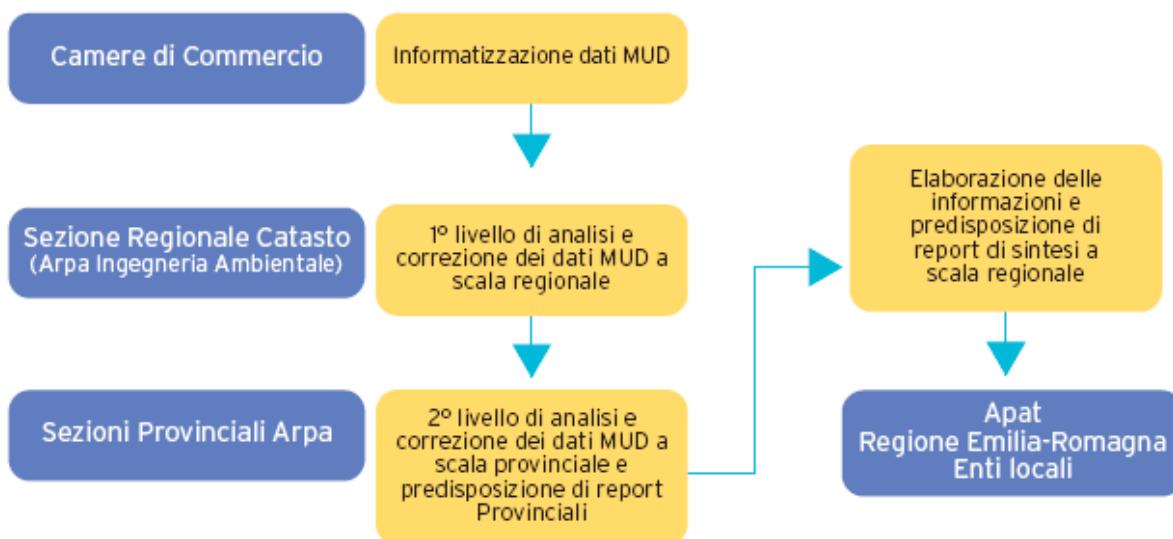 Camere di Commercio
Informatizzazione dati MUD
Sezione Regionale Catasto
(Arpa Ingegneria Ambientale)
1º livello di analisi e
correzione dei dati MUD a
scala regionale
Sezioni Provinciali Arpa
2º livello di analisi e
correzione dei dati MUD a
scala provinciale e
predisposizione di report
Provinciali
Elaborazione delle
informazioni e
predisposizione di
report di sintesi a
scala regionale
Apat
Regione Emilia-Romagna
Enti locali